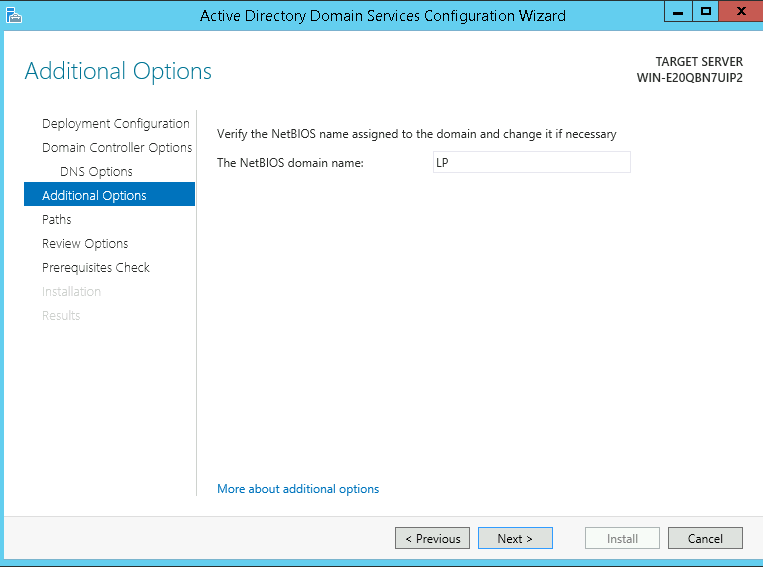 Active Directory Domain Services Configuration Wizard
Additional Options
TARGET SERVER
WIN-E20QBN7UIP2
Deployment Configuration
Domain Controller Options
DNS Options
Additional Options
Paths
Review Options
Prerequisites Check
Installation
Results
Verify the NetBIOS name assigned to the domain and change it if necessary
The NetBIOS domain name: LP
More about additional options
< Previous Next > Install Cancel